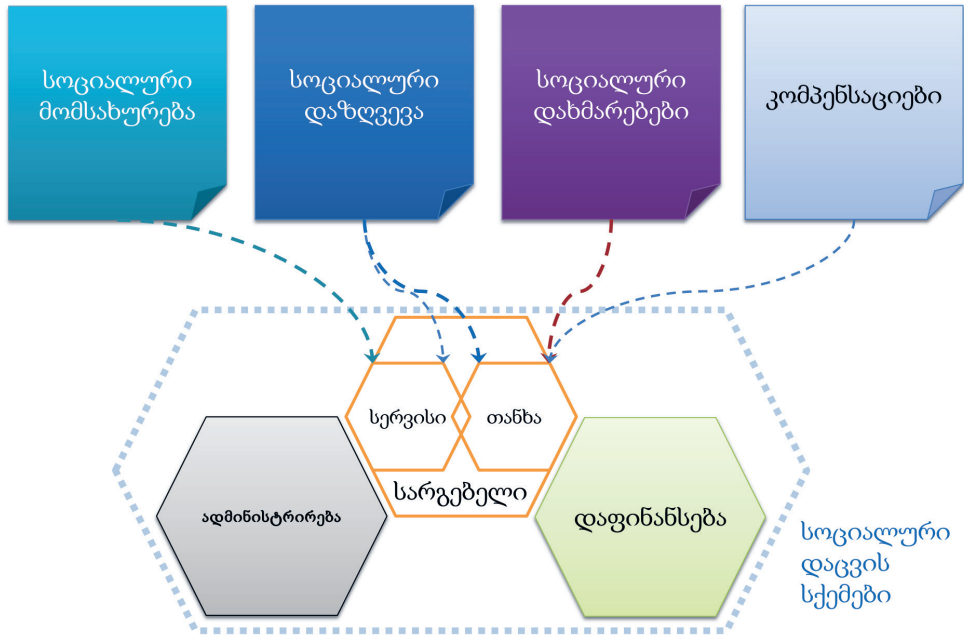 სოციალური
მომსახურება
სოციალური
დაზღვევა
სოციალური
დახმარებები
კომპენსაციები
სერვისი
თანხა
სარგებელი
ადმინისტრირება
დაფინანსება
სოციალური
დაცვის
სქემები